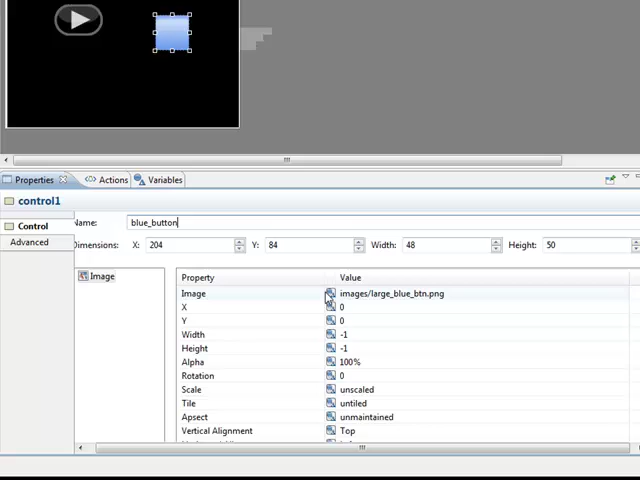 Properties Actions Variables
control1
Name: blue_button
Control
Advanced
Dimensions: X: 204 Y: 84 Width: 48 Height: 50
Image
Property Value
Image images/large_blue_btn.png
X 0
Y 0
Width -1
Height -1
Alpha 100%
Rotation 0
Scale unscaled
Tile untiled
Apsect unmaintained
Vertical Alignment Top